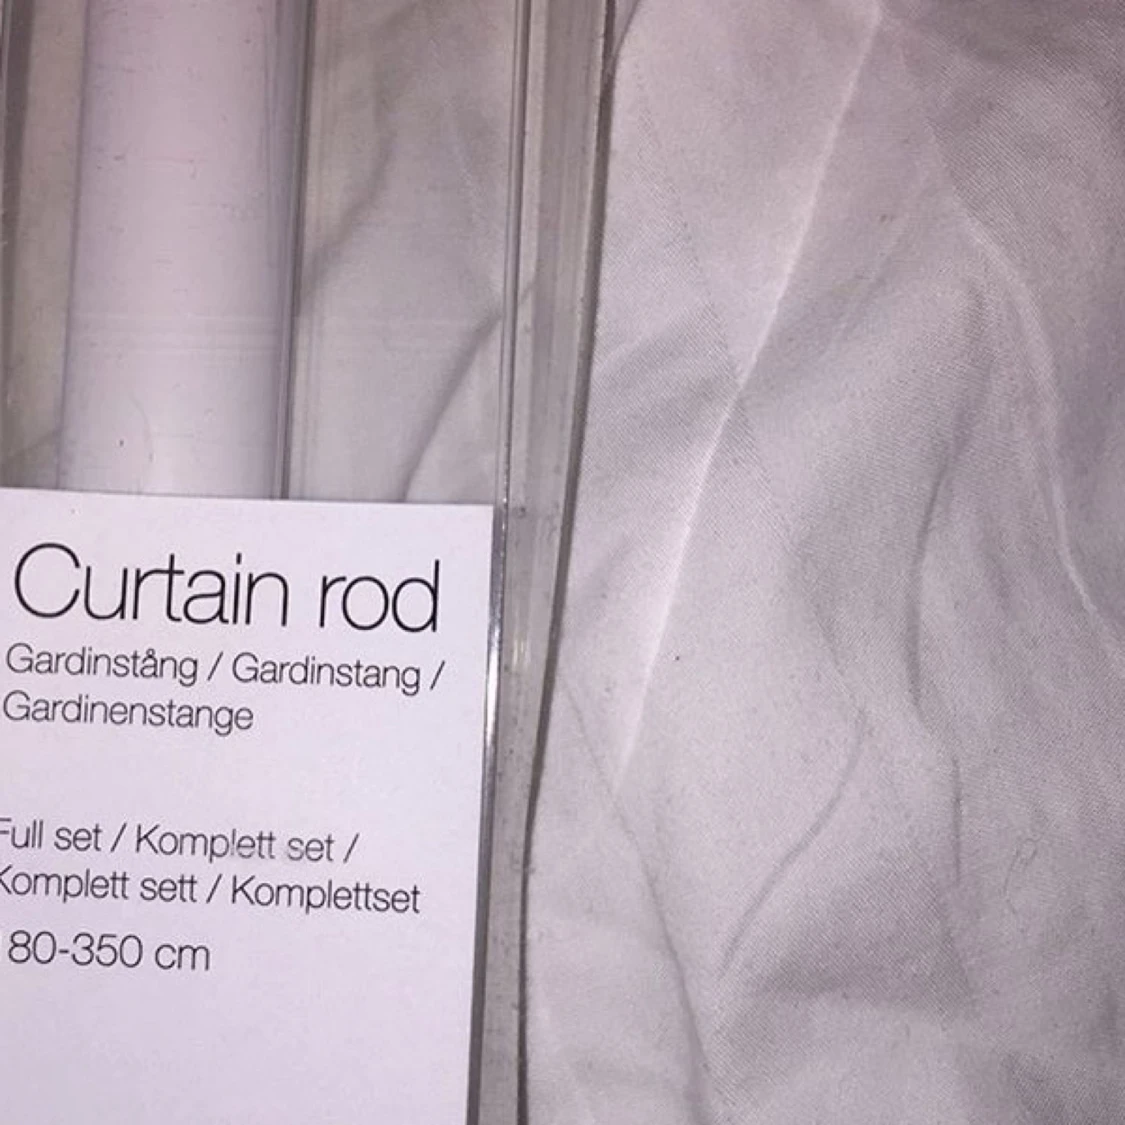 Curtain rod
Gardinstång / Gardinstang /
Gardinenstange
Full set / Komplett set /
Komplett sett / Komplettset
80-350 cm